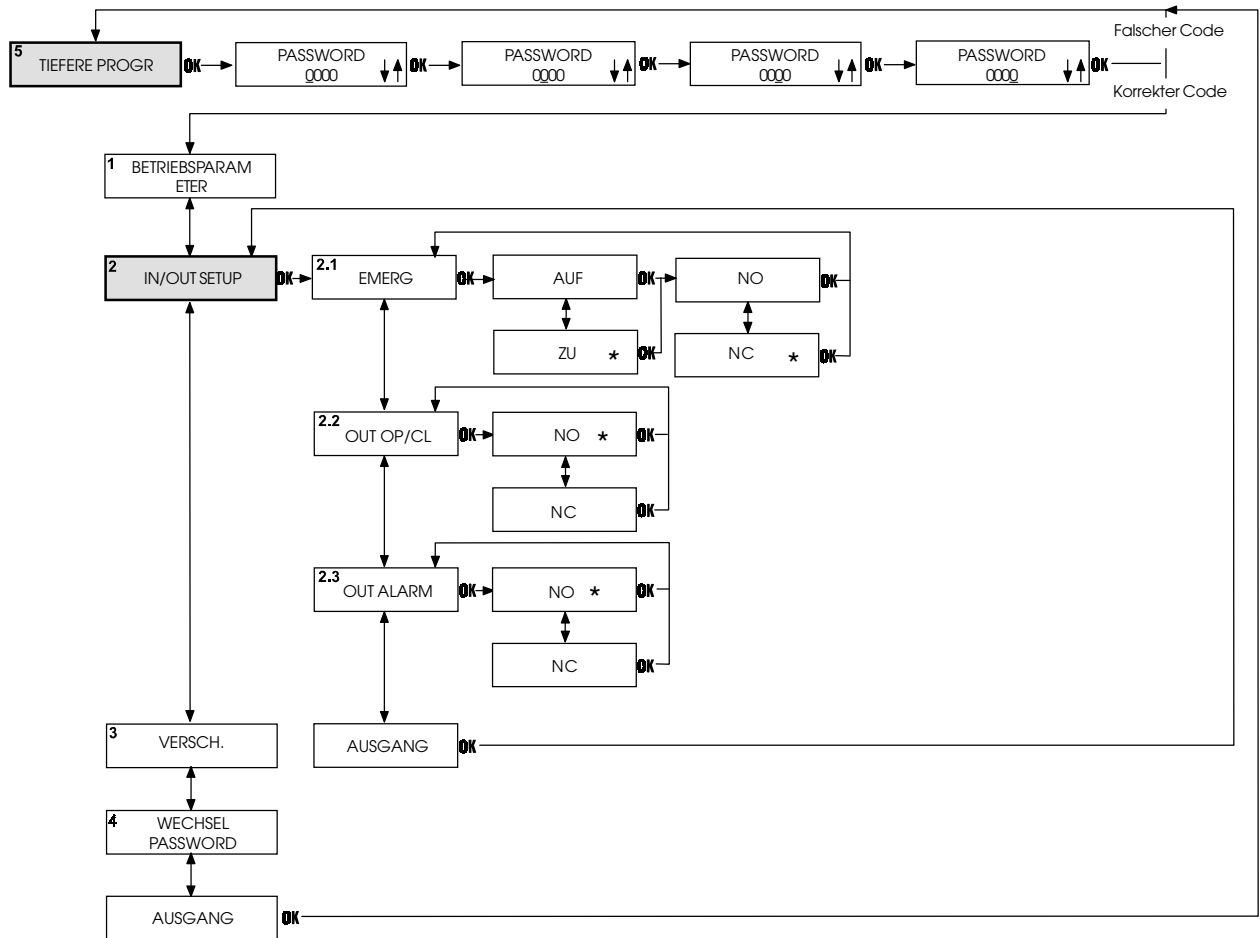 Falscher Code
5
TIEFERE PROGR
OK
PASSWORD
0000
OK
PASSWORD
0000
OK
PASSWORD
0000
OK
PASSWORD
0000
OK
Korrekter Code
1
BETRIEBSPARAM
ETER
2
IN/OUT SETUP
OK
2.1
EMERG
OK
AUF
OK
NO
ZU *
OK
NC *
OK
2.2
OUT OP/CL
OK
NO *
OK
NC
OK
2.3
OUT ALARM
OK
NO *
OK
NC
OK
3
VERSCH.
AUSGANG
OK
4
WECHSEL
PASSWORD
AUSGANG
OK